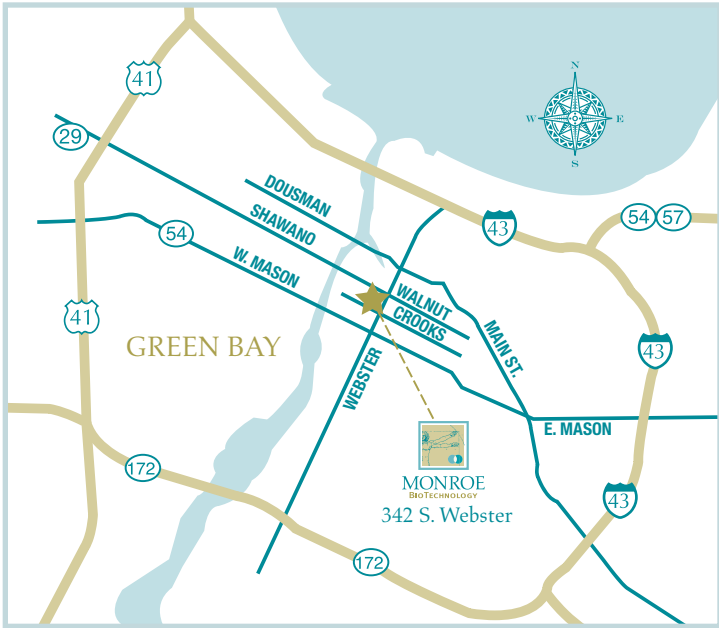 41
N
W
E
S
29
DOUSMAN
54
57
43
SHAWANO
54
W. MASON
WALNUT
CROOKS
41
GREEN BAY
MAIN ST.
43
WEBSTER
E. MASON
172
MONROE
BIOTECHNOLOGY
342 S. Webster
43
172